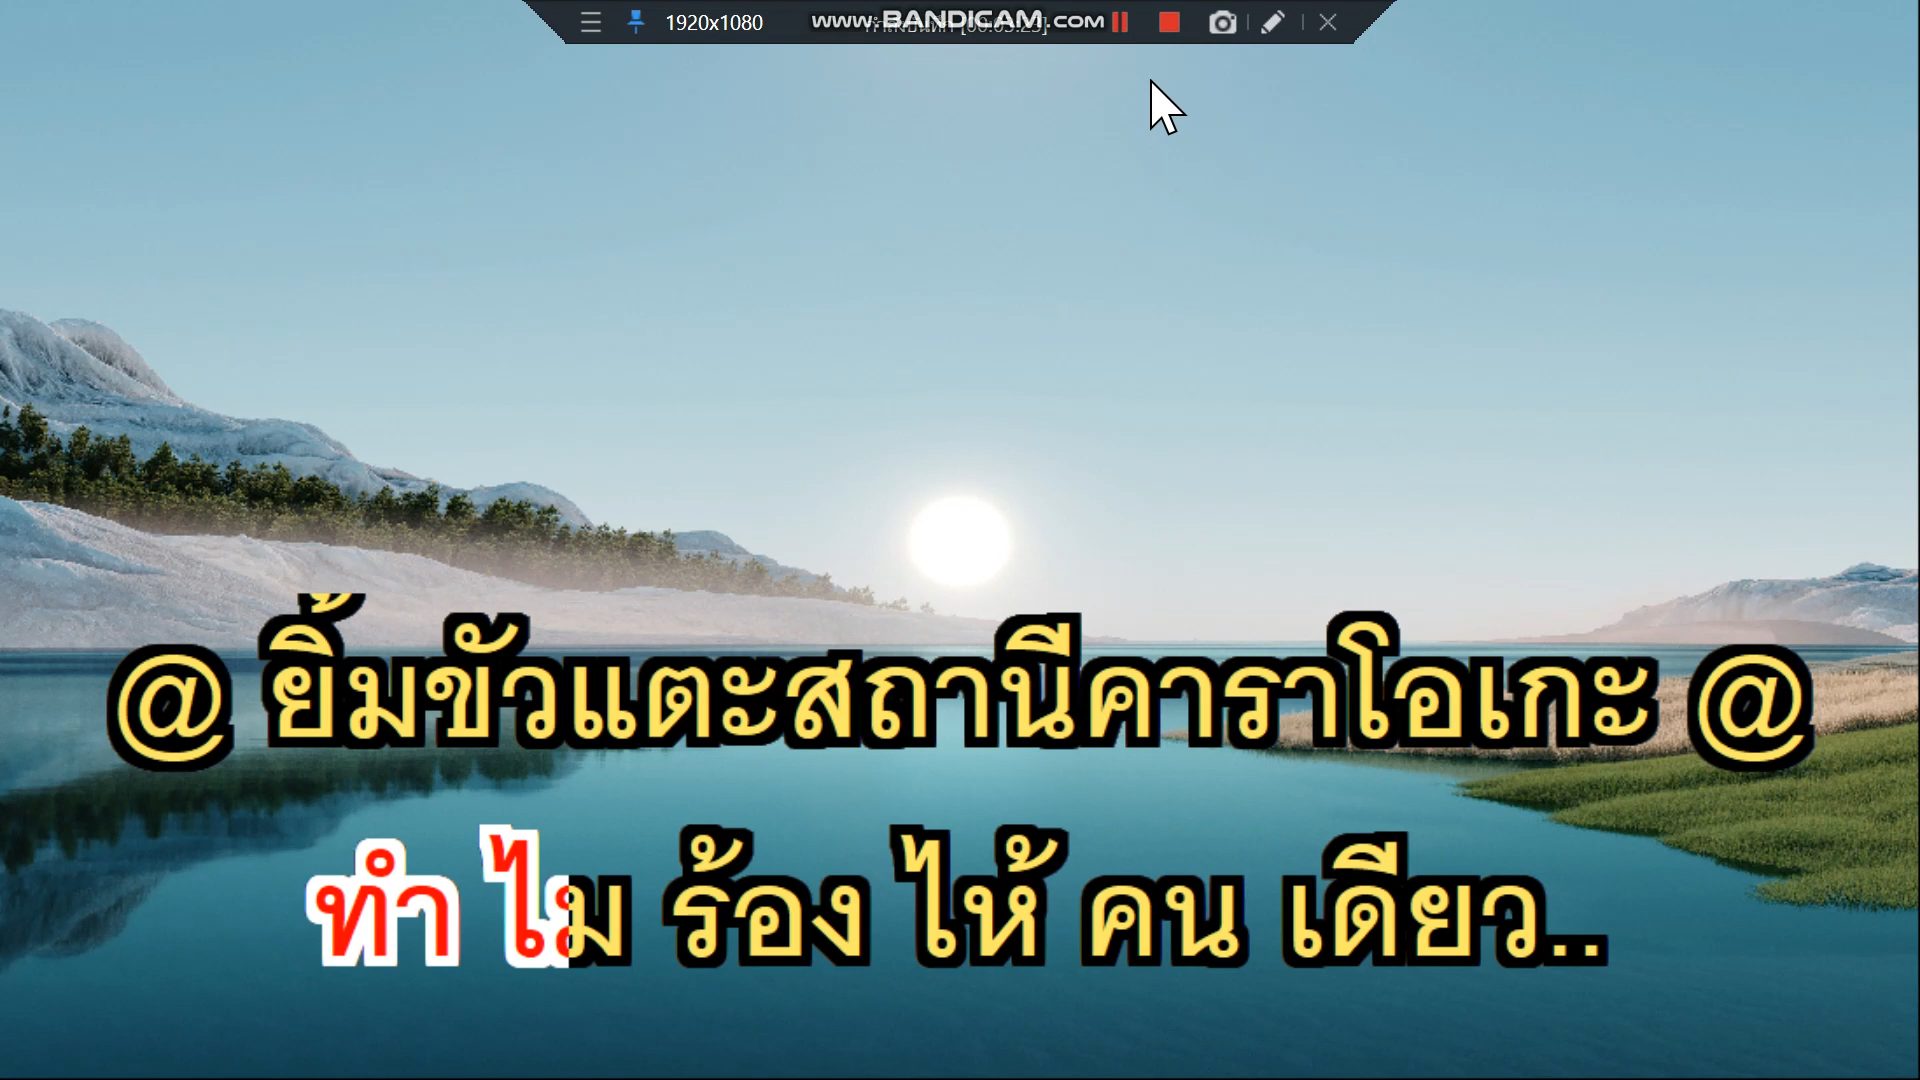 1920x1080
www.BANDICAM.COM
@ ยิ้มขัวแตะสถานีคาราโอเกะ @
ทำ ไม ร้อง ไห้ คน เดียว..